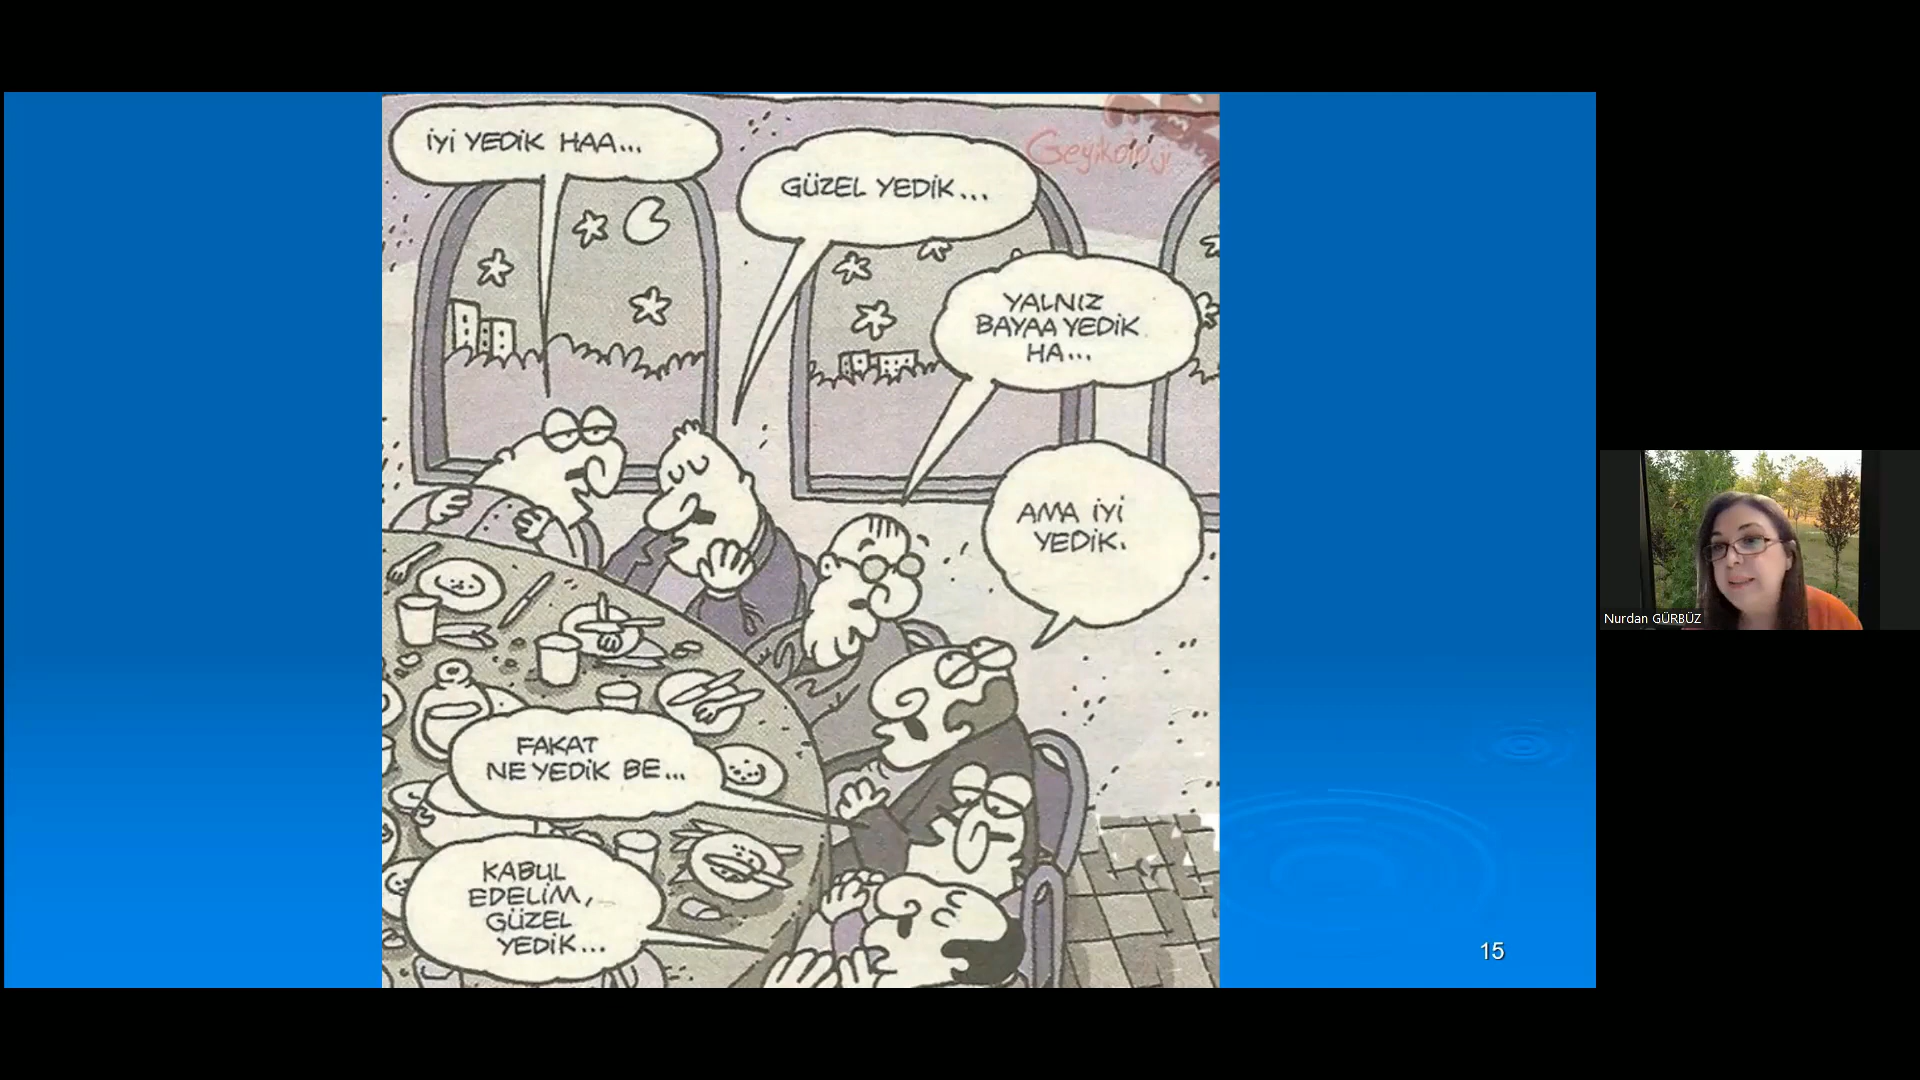 İYİ YEDİK HAA...
GÜZEL YEDİK...
Geyikoloji
YALNIZ
BAYAA YEDİK
HA...
AMA İYİ
YEDİK.
FAKAT
NE YEDİK BE...
KABUL
EDELİM,
GÜZEL
YEDİK...
15
Nurdan GÜRBÜZ